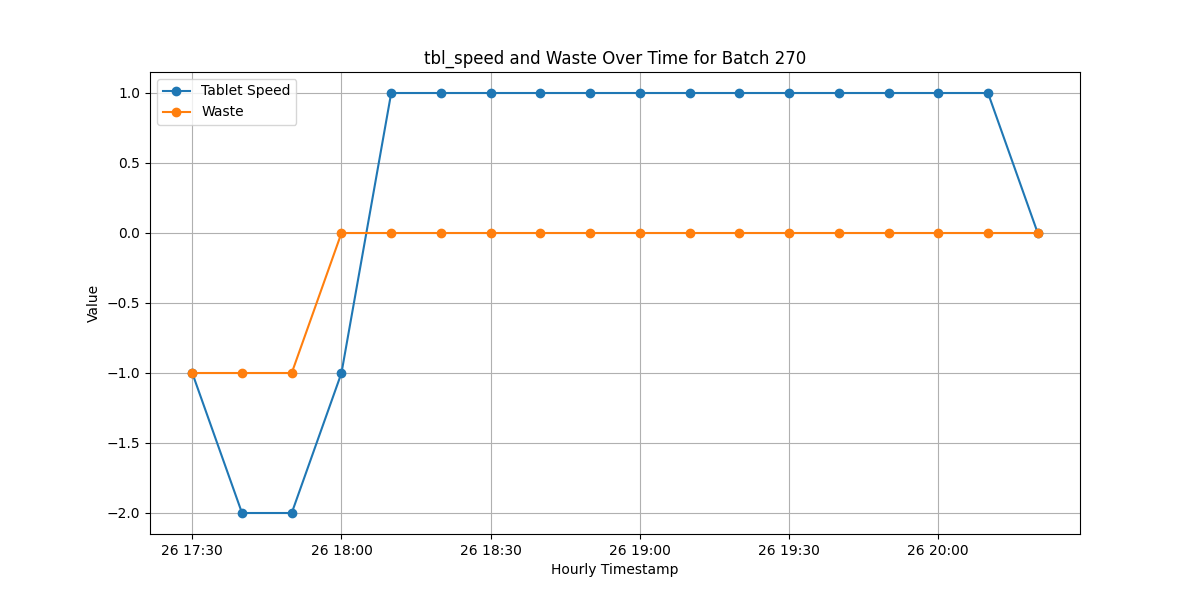 tbl_speed and Waste Over Time for Batch 270
Tablet Speed
Waste
1.0
0.5
0.0
−0.5
−1.0
−1.5
−2.0
Value
26 17:30
26 18:00
26 18:30
26 19:00
26 19:30
26 20:00
Hourly Timestamp